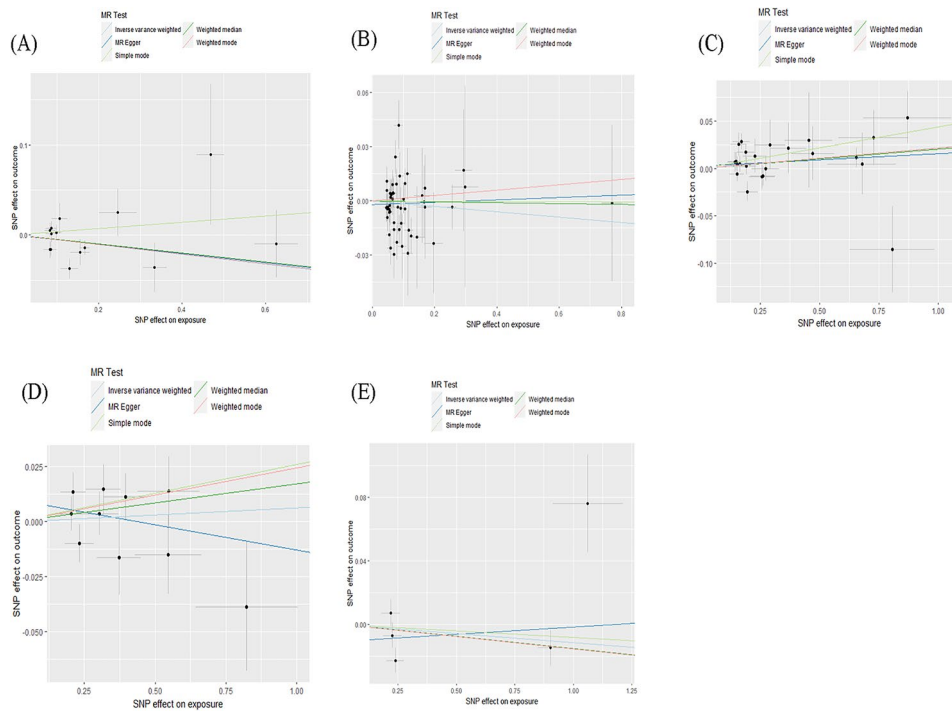 (A)
MR Test
Inverse variance weighted Weighted median
MR Egger Weighted mode
Simple mode
0.1
0.0
0.2 0.4 0.6
SNP effect on exposure
SNP effect on outcome
(B)
MR Test
Inverse variance weighted Weighted median
MR Egger Weighted mode
Simple mode
0.06
0.03
0.00
-0.03
0.0 0.2 0.4 0.6 0.8
SNP effect on exposure
SNP effect on outcome
(C)
MR Test
Inverse variance weighted Weighted median
MR Egger Weighted mode
Simple mode
0.05
0.00
-0.05
-0.10
0.25 0.50 0.75 1.00
SNP effect on exposure
SNP effect on outcome
(D)
MR Test
Inverse variance weighted Weighted median
MR Egger Weighted mode
Simple mode
0.025
0.000
-0.025
-0.050
0.25 0.50 0.75 1.00
SNP effect on exposure
SNP effect on outcome
(E)
MR Test
Inverse variance weighted Weighted median
MR Egger Weighted mode
Simple mode
0.08
0.04
0.00
0.25 0.50 0.75 1.00 1.25
SNP effect on exposure
SNP effect on outcome